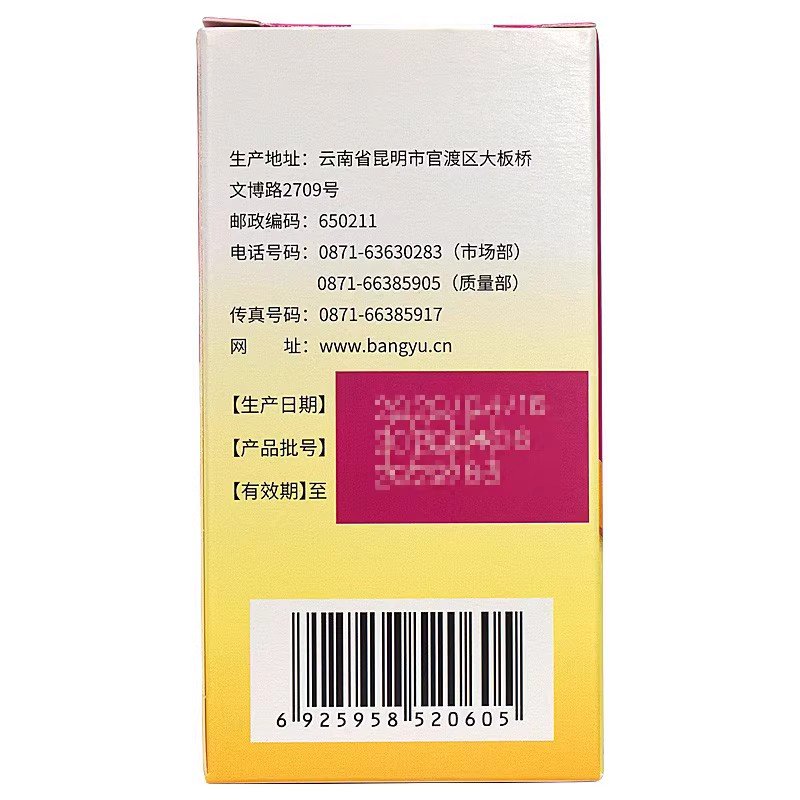 生产地址：云南省昆明市官渡区大板桥
文博路2709号
邮政编码：650211
电话号码：0871-63630283（市场部）
0871-66385905（质量部）
传真号码：0871-66385917
网 址：www.bangyu.cn
【生产日期】
【产品批号】
【有效期】至
6 925958 520605